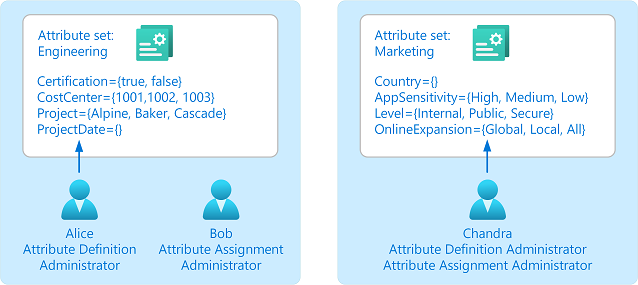 Attribute set:
Engineering
Certification={true, false}
CostCenter={1001,1002, 1003}
Project={Alpine, Baker, Cascade}
ProjectDate={}
Alice
Attribute Definition
Administrator
Bob
Attribute Assignment
Administrator
Attribute set:
Marketing
Country={}
AppSensitivity={High, Medium, Low}
Level={Internal, Public, Secure}
OnlineExpansion={Global, Local, All}
Chandra
Attribute Definition Administrator
Attribute Assignment Administrator